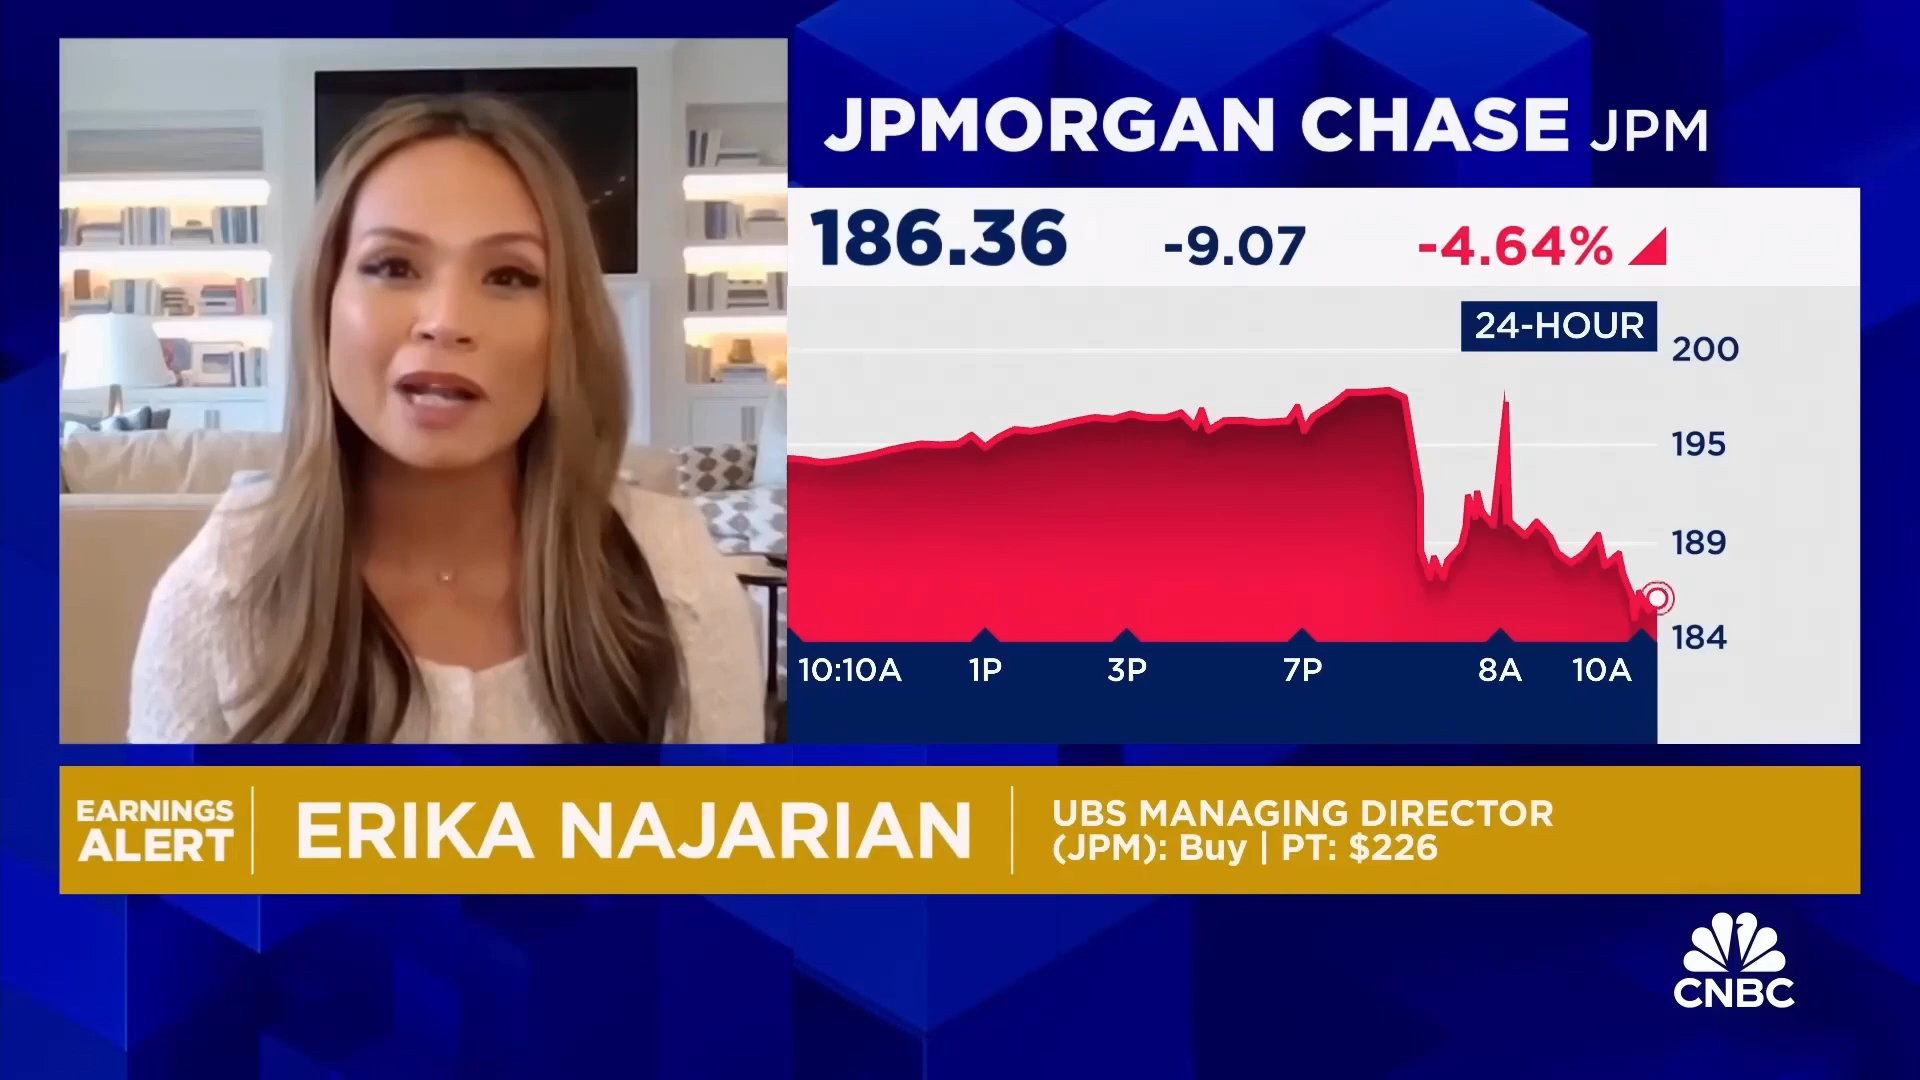 JPMORGAN CHASE JPM
186.36 -9.07 -4.64%
24-HOUR
200
195
189
184
10:10A 1P 3P 7P 8A 10A
EARNINGS
ALERT
ERIKA NAJARIAN
UBS MANAGING DIRECTOR
(JPM): Buy | PT: $226
CNBC